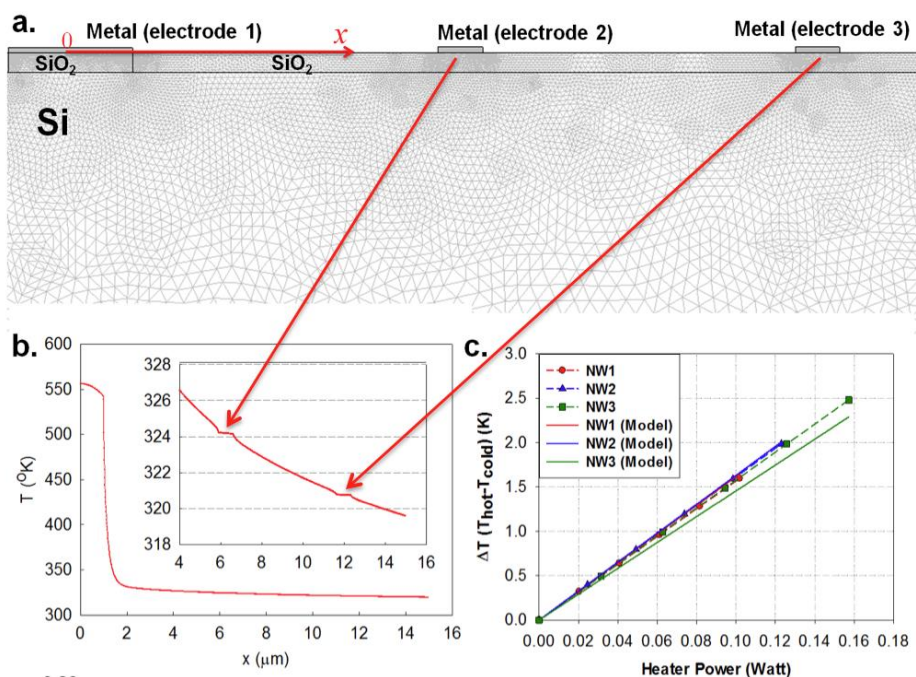 a.
Metal (electrode 1)
Metal (electrode 2)
Metal (electrode 3)
0
x
SiO2
SiO2
Si
b.
600
550
500
450
400
350
300
T (°K)
0 2 4 6 8 10 12 14 16
x (μm)
328
326
324
322
320
318
4 6 8 10 12 14 16
c.
3.0
2.5
2.0
1.5
1.0
0.5
0.0
ΔT (Thot-Tcold) (K)
NW1
NW2
NW3
NW1 (Model)
NW2 (Model)
NW3 (Model)
0.00 0.02 0.04 0.06 0.08 0.10 0.12 0.14 0.16 0.18
Heater Power (Watt)